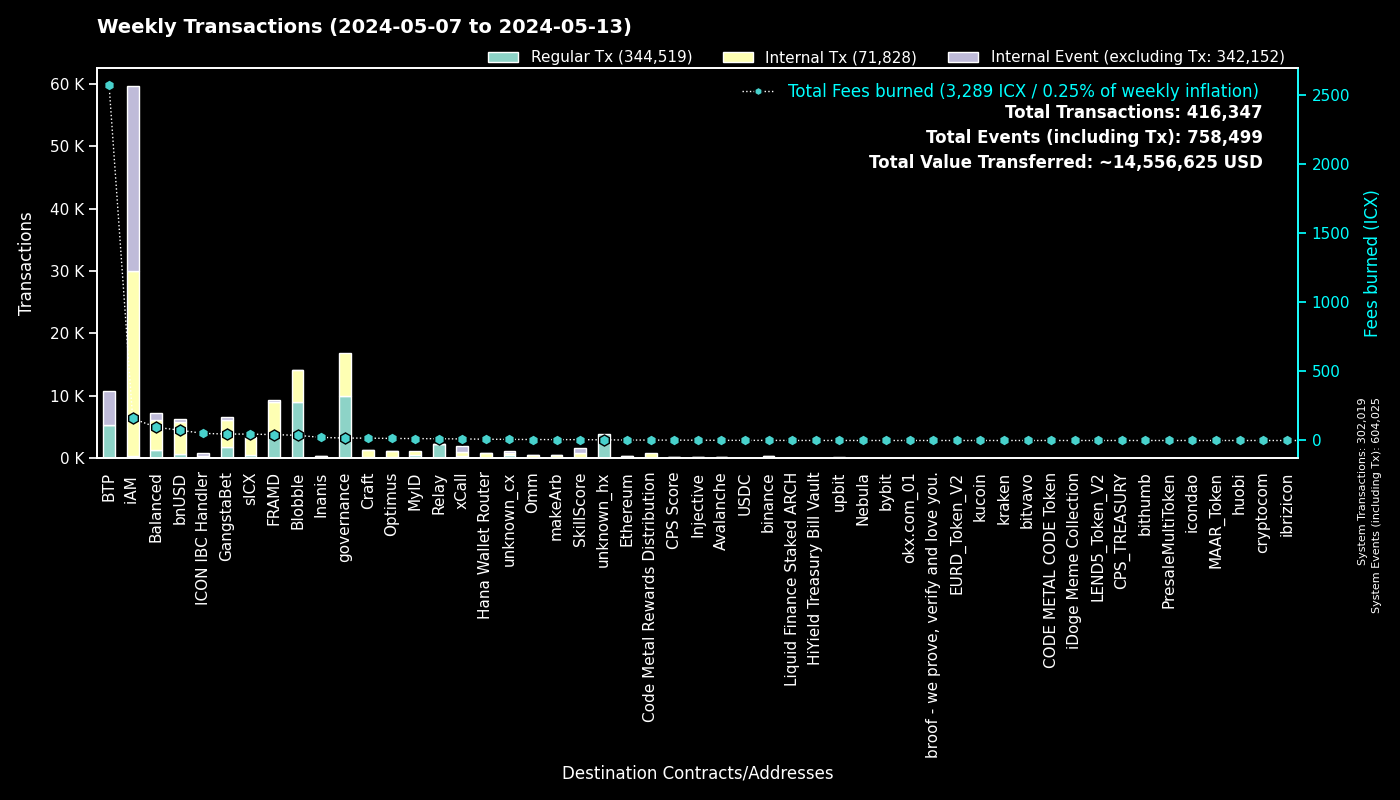 Weekly Transactions (2024-05-07 to 2024-05-13)
Regular Tx (344,519)
Internal Tx (71,828)
Internal Event (excluding Tx: 342,152)
Total Fees burned (3,289 ICX / 0.25% of weekly inflation)
Total Transactions: 416,347
Total Events (including Tx): 758,499
Total Value Transferred: ~14,556,625 USD
Transactions
60 K
50 K
40 K
30 K
20 K
10 K
0 K
2500
2000
1500
1000
500
0
Fees burned (ICX)
System Transactions: 302,019
System Events (including Tx): 604,025
BTP
iAM
Balanced
bnUSD
ICON IBC Handler
GangstaBet
sICX
FRAMD
Blobble
Inanis
governance
Craft
Optimus
MyID
Relay
xCall
Hana Wallet Router
unknown_cx
Omm
makeArb
SkillScore
unknown_hx
Ethereum
Code Metal Rewards Distribution
CPS Score
Injective
Avalanche
USDC
binance
Liquid Finance Staked ARCH
HiYield Treasury Bill Vault
upbit
Nebula
bybit
okx.com_01
broof - we prove, verify and love you.
EURD_Token_V2
kucoin
kraken
bitvavo
CODE METAL CODE Token
iDoge Meme Collection
LEND5_Token_V2
CPS_TREASURY
bithumb
PresaleMultiToken
icondao
MAAR_Token
huobi
cryptocom
ibrizicon
Destination Contracts/Addresses